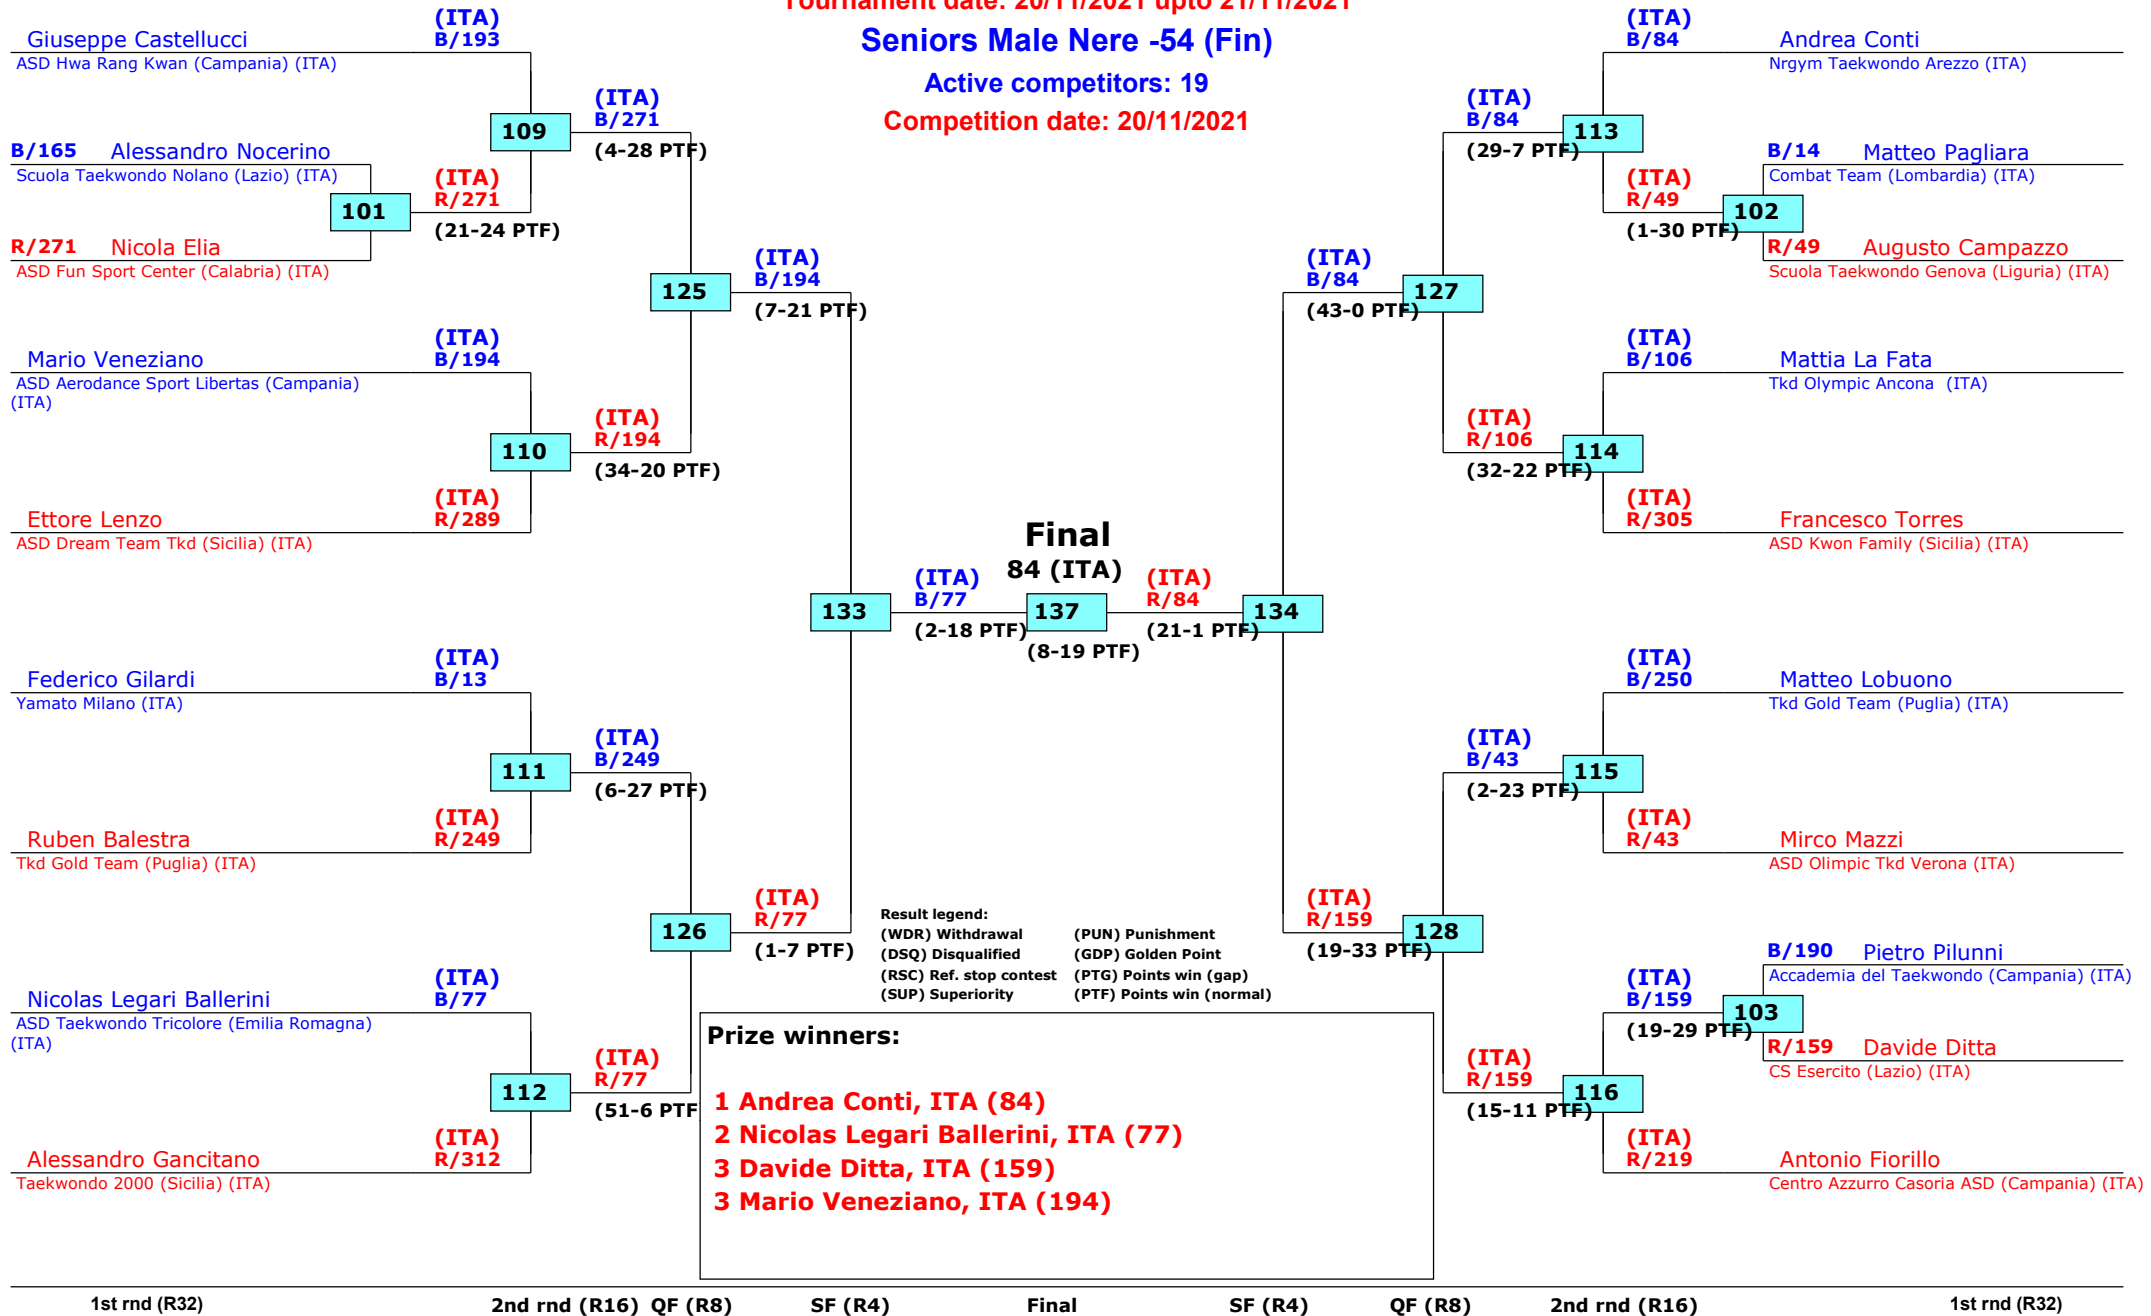 Tournament date: 20/11/2021 upto 21/11/2021
Seniors Male Nere -54 (Fin)
Active competitors: 19
Competition date: 20/11/2021
Giuseppe Castellucci
(ITA)
B/193
ASD Hwa Rang Kwan (Campania) (ITA)
109
(ITA)
B/271
(4-28 PTF)
B/165 Alessandro Nocerino
Scuola Taekwondo Nolano (Lazio) (ITA)
101
(ITA)
R/271
(21-24 PTF)
R/271 Nicola Elia
ASD Fun Sport Center (Calabria) (ITA)
125
(ITA)
B/194
(7-21 PTF)
Mario Veneziano
(ITA)
B/194
ASD Aerodance Sport Libertas (Campania)
(ITA)
110
(ITA)
R/194
(34-20 PTF)
Ettore Lenzo
(ITA)
R/289
ASD Dream Team Tkd (Sicilia) (ITA)
133
(ITA)
B/77
(2-18 PTF)
Final
84 (ITA)
137
(8-19 PTF)
(ITA)
R/84
(21-1 PTF)
134
Federico Gilardi
(ITA)
B/13
Yamato Milano (ITA)
111
(ITA)
B/249
(6-27 PTF)
Ruben Balestra
(ITA)
R/249
Tkd Gold Team (Puglia) (ITA)
126
(ITA)
R/77
(1-7 PTF)
Nicolas Legari Ballerini
(ITA)
B/77
ASD Taekwondo Tricolore (Emilia Romagna)
(ITA)
112
(ITA)
R/77
(51-6 PTF
Alessandro Gancitano
(ITA)
R/312
Taekwondo 2000 (Sicilia) (ITA)
(ITA)
B/84
Andrea Conti
Nrgym Taekwondo Arezzo (ITA)
(ITA)
B/84
(29-7 PTF)
113
B/14 Matteo Pagliara
Combat Team (Lombardia) (ITA)
(ITA)
R/49
(1-30 PTF)
102
R/49 Augusto Campazzo
Scuola Taekwondo Genova (Liguria) (ITA)
(ITA)
B/84
(43-0 PTF)
127
(ITA)
B/106
Mattia La Fata
Tkd Olympic Ancona (ITA)
(ITA)
R/106
(32-22 PTF)
114
(ITA)
R/305
Francesco Torres
ASD Kwon Family (Sicilia) (ITA)
(ITA)
B/250
Matteo Lobuono
Tkd Gold Team (Puglia) (ITA)
(ITA)
B/43
(2-23 PTF)
115
(ITA)
R/43
Mirco Mazzi
ASD Olimpic Tkd Verona (ITA)
(ITA)
R/159
(19-33 PTF)
128
B/190 Pietro Pilunni
Accademia del Taekwondo (Campania) (ITA)
(ITA)
B/159
(19-29 PTF)
103
R/159 Davide Ditta
CS Esercito (Lazio) (ITA)
(ITA)
R/159
(15-11 PTF)
116
(ITA)
R/219
Antonio Fiorillo
Centro Azzurro Casoria ASD (Campania) (ITA)
Result legend:
(WDR) Withdrawal (PUN) Punishment
(DSQ) Disqualified (GDP) Golden Point
(RSC) Ref. stop contest (PTG) Points win (gap)
(SUP) Superiority (PTF) Points win (normal)
Prize winners:
1 Andrea Conti, ITA (84)
2 Nicolas Legari Ballerini, ITA (77)
3 Davide Ditta, ITA (159)
3 Mario Veneziano, ITA (194)
1st rnd (R32) 2nd rnd (R16) QF (R8) SF (R4) Final SF (R4) QF (R8) 2nd rnd (R16) 1st rnd (R32)